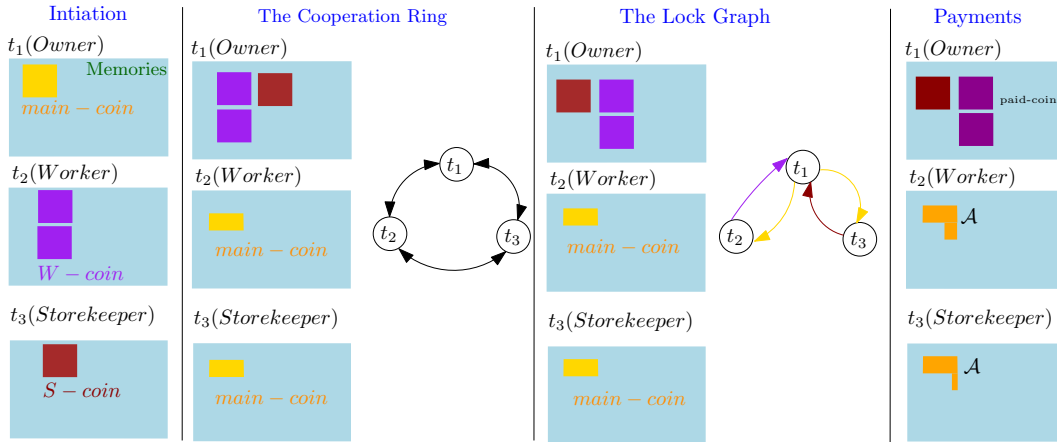 Intiation
t₁(Owner)
Memories
main − coin
t₂(Worker)
W − coin
t₃(Storekeeper)
S − coin
The Cooperation Ring
t₁(Owner)
t₂(Worker)
main − coin
t₃(Storekeeper)
main − coin
t₁
t₂
t₃
The Lock Graph
t₁(Owner)
t₂(Worker)
main − coin
t₃(Storekeeper)
main − coin
t₁
t₂
t₃
Payments
t₁(Owner)
paid-coin
t₂(Worker)
𝒜
t₃(Storekeeper)
𝒜